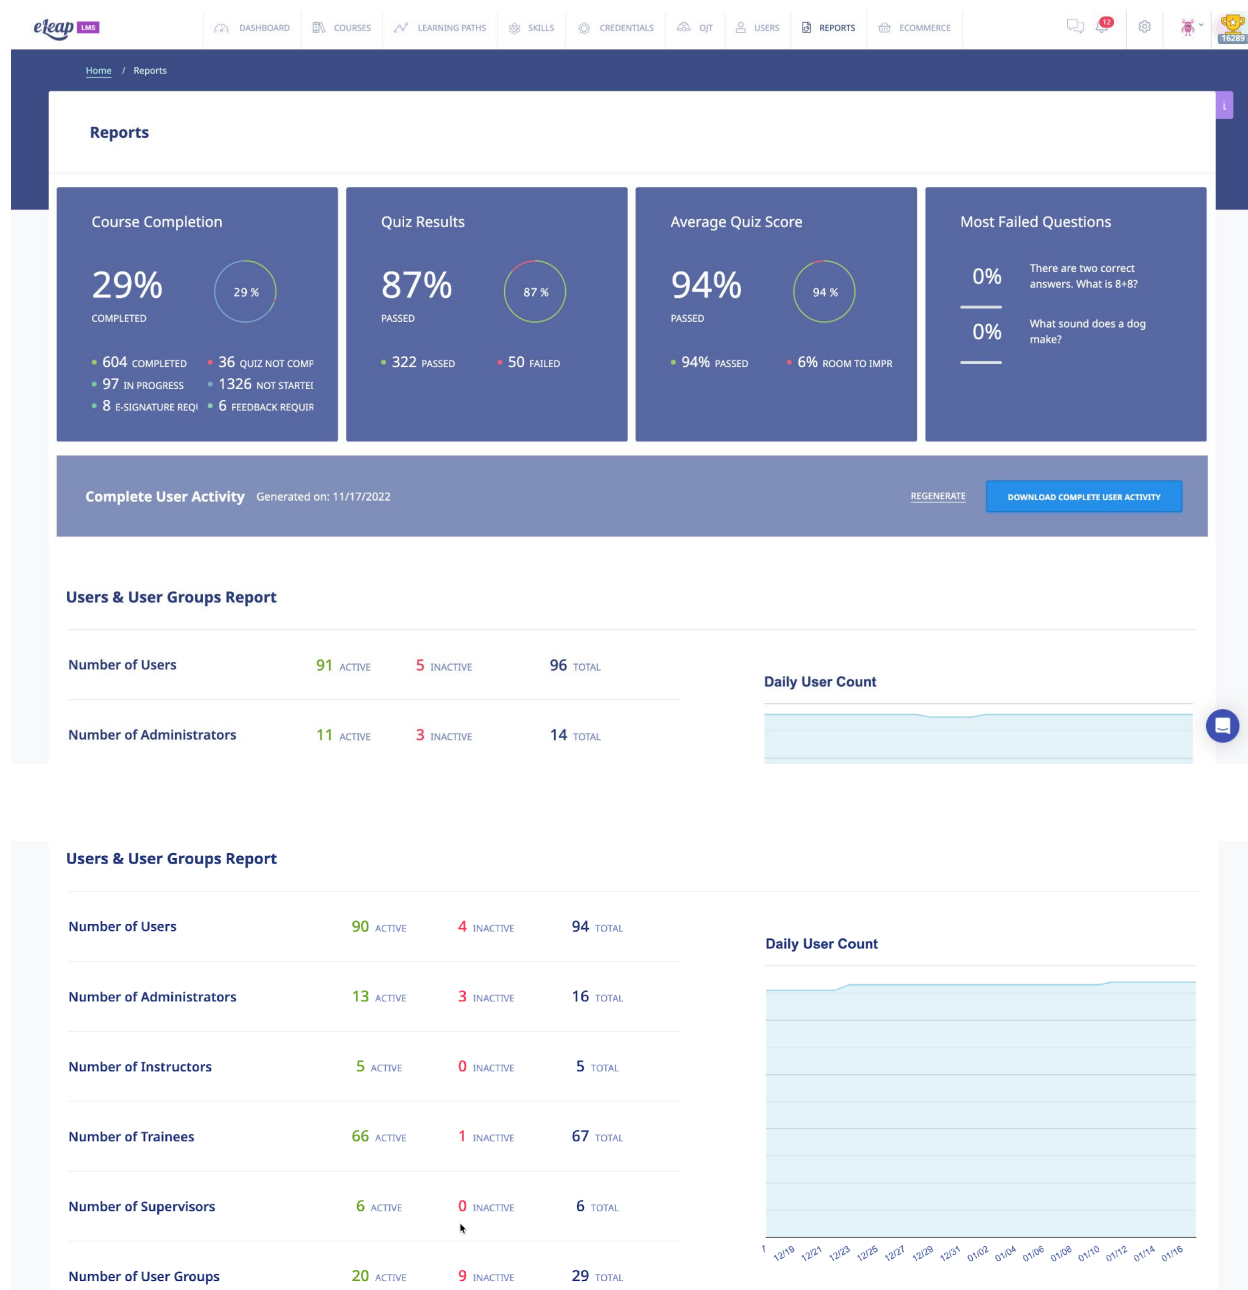 eleap LMS
DASHBOARD COURSES LEARNING PATHS SKILLS CREDENTIALS OJT USERS REPORTS ECOMMERCE 12 16289
Home / Reports
i
Reports
Course Completion
29%
COMPLETED
29 %
604 COMPLETED 36 QUIZ NOT COMP
97 IN PROGRESS 1326 NOT STARTE
8 E-SIGNATURE REQU 6 FEEDBACK REQUIR
Quiz Results
87%
PASSED
87 %
322 PASSED 50 FAILED
Average Quiz Score
94%
PASSED
94 %
94% PASSED 6% ROOM TO IMPR
Most Failed Questions
0% There are two correct
answers. What is 8+8?
0% What sound does a dog
make?
Complete User Activity Generated on: 11/17/2022 REGENERATE DOWNLOAD COMPLETE USER ACTIVITY
Users & User Groups Report
Number of Users 91 ACTIVE 5 INACTIVE 96 TOTAL
Number of Administrators 11 ACTIVE 3 INACTIVE 14 TOTAL
Daily User Count
Users & User Groups Report
Number of Users 90 ACTIVE 4 INACTIVE 94 TOTAL
Number of Administrators 13 ACTIVE 3 INACTIVE 16 TOTAL
Number of Instructors 5 ACTIVE 0 INACTIVE 5 TOTAL
Number of Trainees 66 ACTIVE 1 INACTIVE 67 TOTAL
Number of Supervisors 6 ACTIVE 0 INACTIVE 6 TOTAL
Number of User Groups 20 ACTIVE 9 INACTIVE 29 TOTAL
Daily User Count
12/19 12/21 12/23 12/25 12/27 12/29 12/31 01/02 01/04 01/06 01/08 01/10 01/12 01/14 01/16